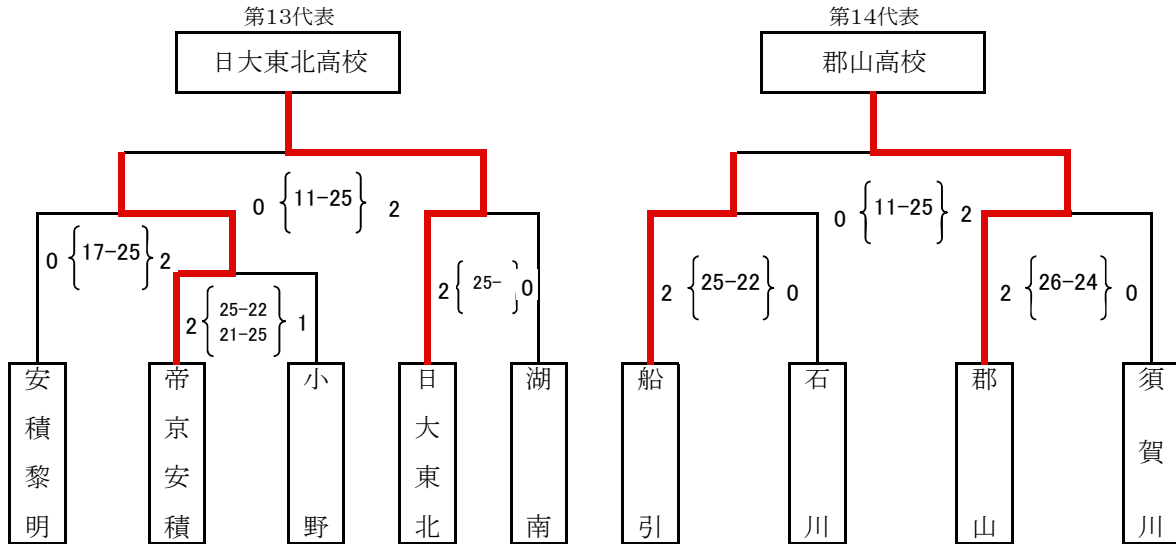 第13代表
日大東北高校
第14代表
郡山高校
0 {11-25} 2
0 {11-25} 2
0 {17-25} 2
2 {25-22
21-25} 1
2 {25-} 0
2 {25-22} 0
2 {26-24} 0
安積黎明
帝京安積
小野
日大東北
湖南
船引
石川
郡山
須賀川